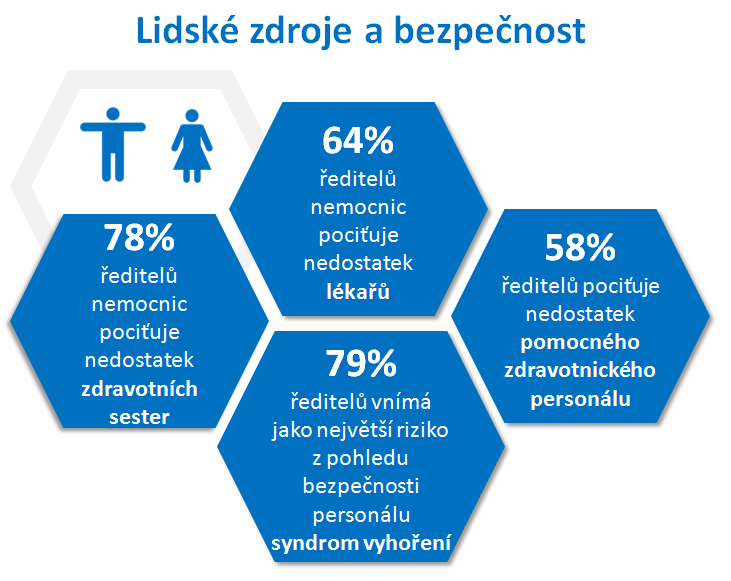 Lidské zdroje a bezpečnost
64%
ředitelů
nemocnic
pociťuje
nedostatek
lékařů
78%
ředitelů
nemocnic
pociťuje
nedostatek
zdravotních
sester
58%
ředitelů pociťuje
nedostatek
pomocného
zdravotnického
personálu
79%
ředitelů vnímá
jako největší riziko
z pohledu
bezpečnosti
personálu
syndrom vyhoření